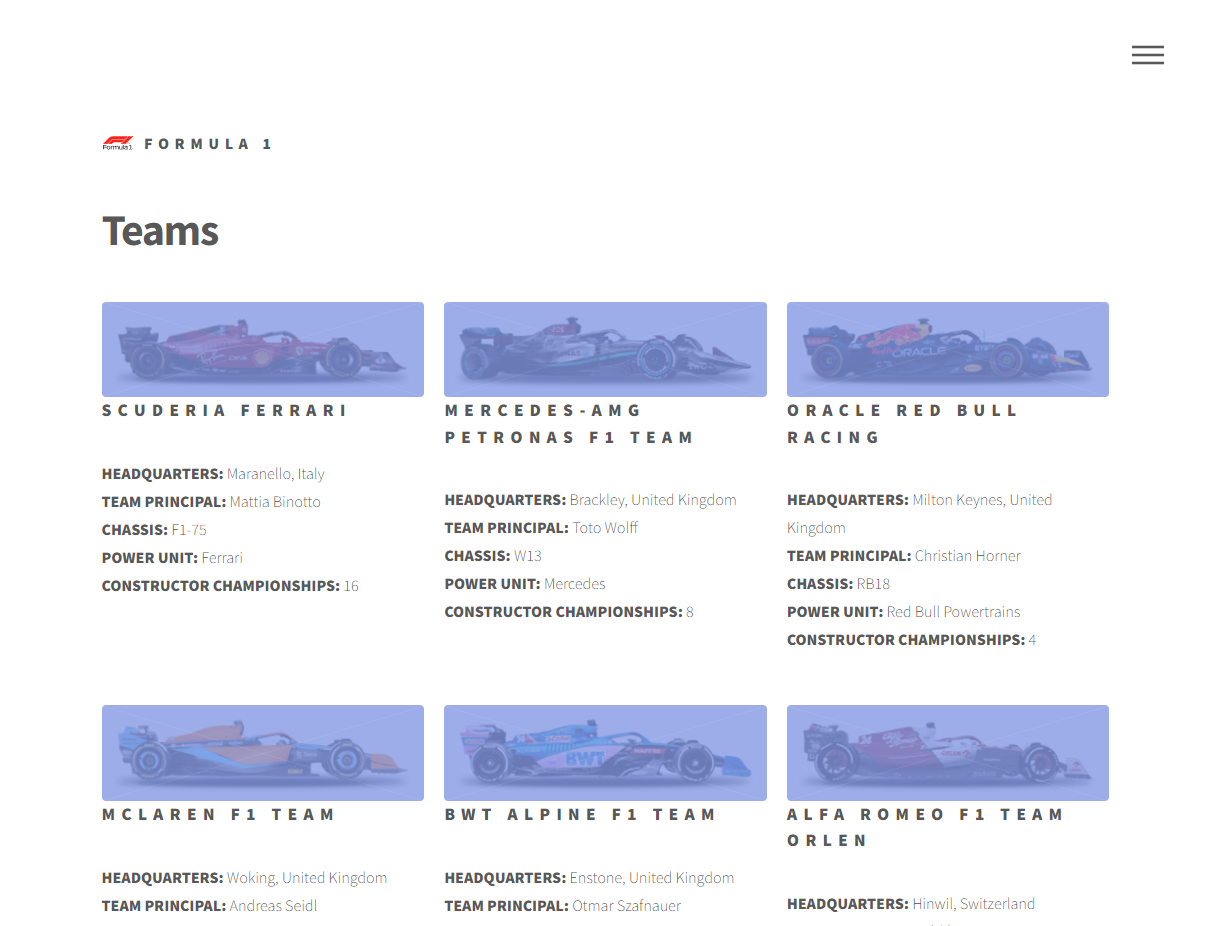 Formula 1
FORMULA 1
Teams
SCUDERIA FERRARI
HEADQUARTERS: Maranello, Italy
TEAM PRINCIPAL: Mattia Binotto
CHASSIS: F1-75
POWER UNIT: Ferrari
CONSTRUCTOR CHAMPIONSHIPS: 16
MERCEDES-AMG
PETRONAS F1 TEAM
HEADQUARTERS: Brackley, United Kingdom
TEAM PRINCIPAL: Toto Wolff
CHASSIS: W13
POWER UNIT: Mercedes
CONSTRUCTOR CHAMPIONSHIPS: 8
ORACLE
ORACLE RED BULL
RACING
HEADQUARTERS: Milton Keynes, United
Kingdom
TEAM PRINCIPAL: Christian Horner
CHASSIS: RB18
POWER UNIT: Red Bull Powertrains
CONSTRUCTOR CHAMPIONSHIPS: 4
MCLAREN F1 TEAM
HEADQUARTERS: Woking, United Kingdom
TEAM PRINCIPAL: Andreas Seidl
BWT
BWT ALPINE F1 TEAM
HEADQUARTERS: Enstone, United Kingdom
TEAM PRINCIPAL: Otmar Szafnauer
ALFA ROMEO F1 TEAM
ORLEN
HEADQUARTERS: Hinwil, Switzerland